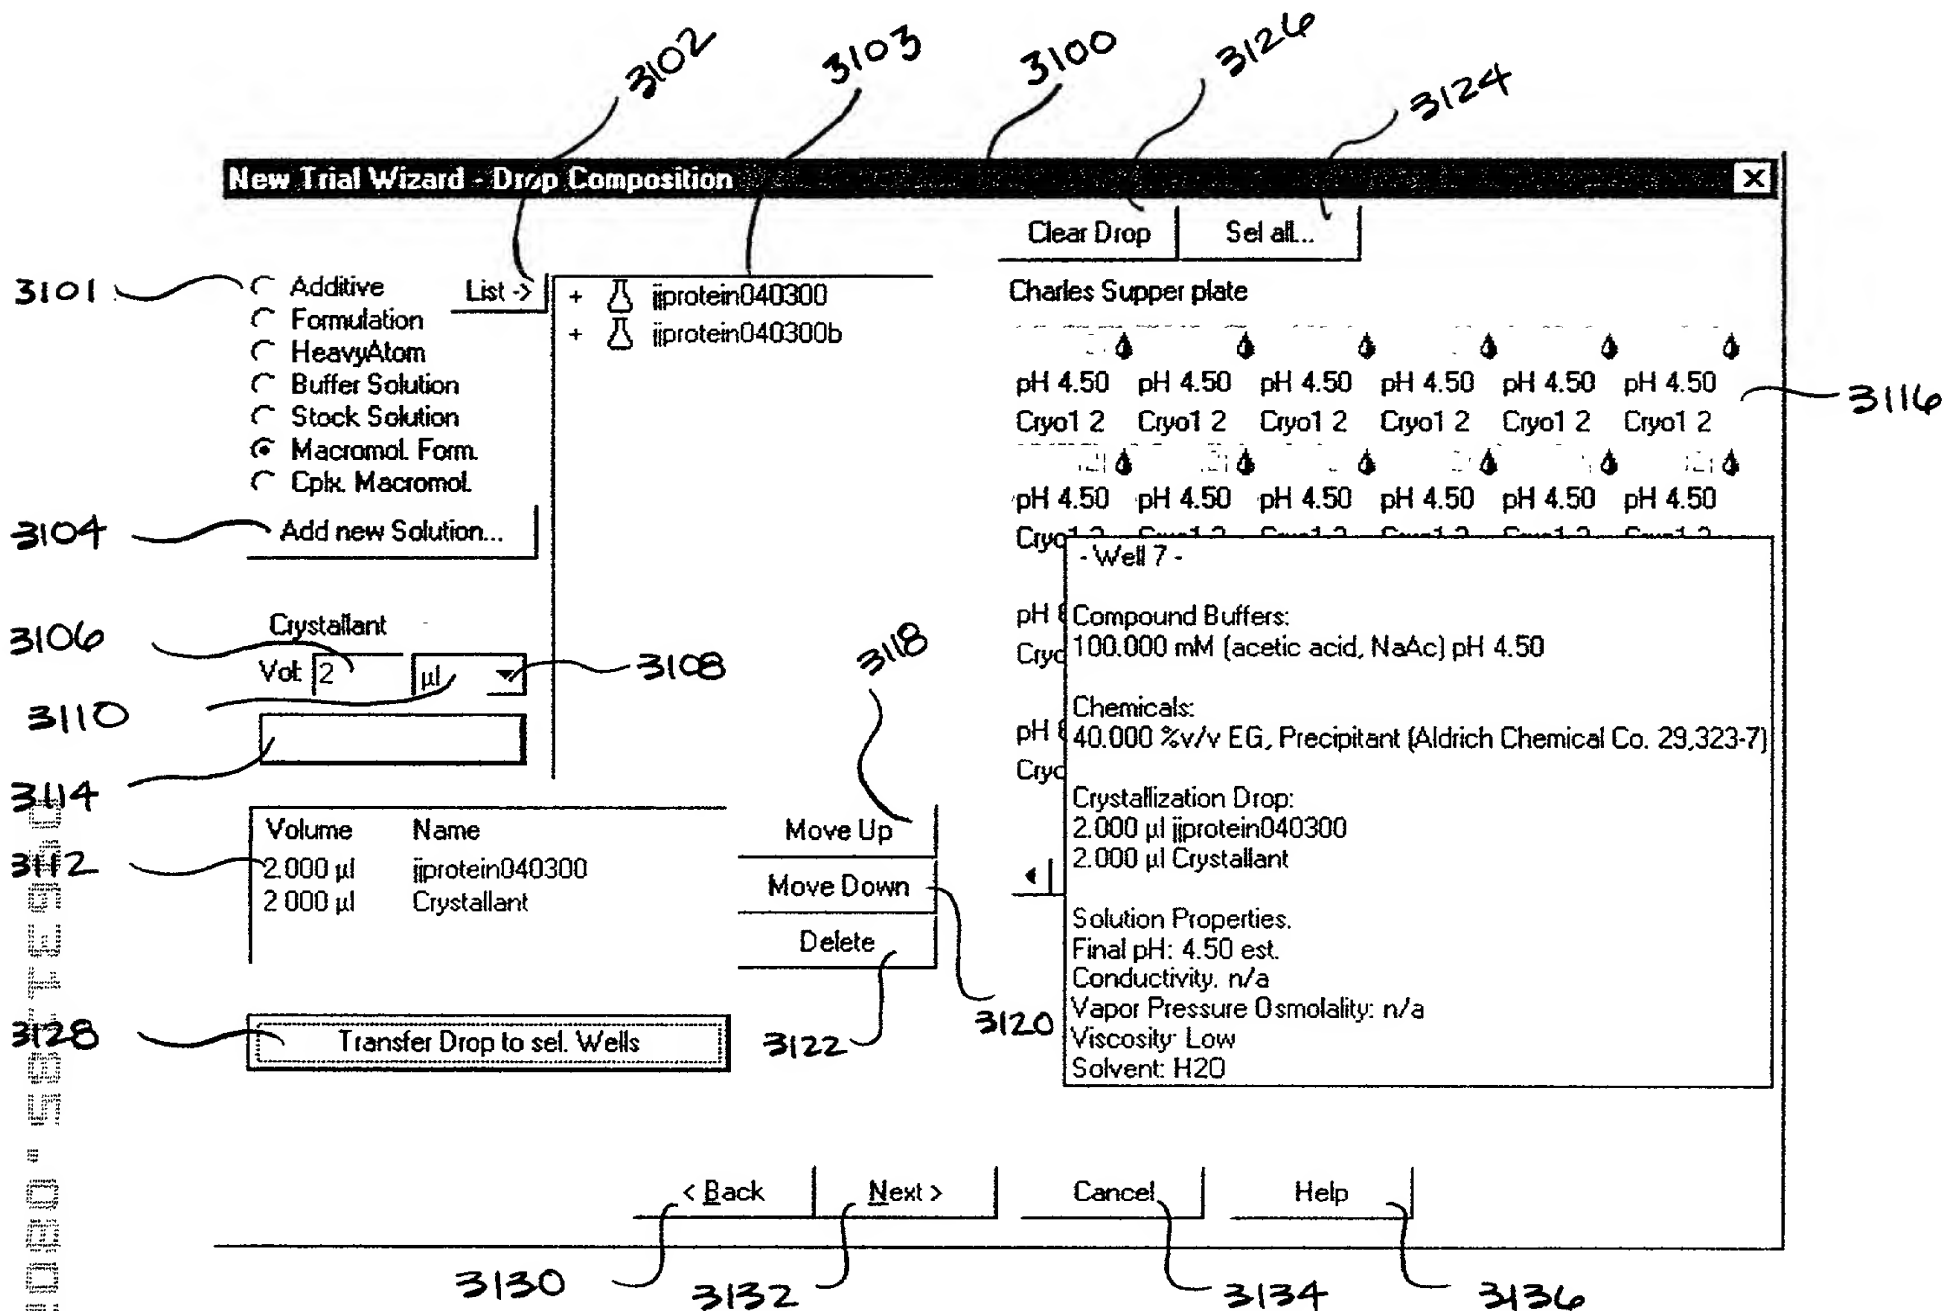 3102
3103
3100
3126
3124
New Trial Wizard - Drop Composition
Clear Drop
Sel all...
3101
Additive
List ->
Formulation
HeavyAtom
Buffer Solution
Stock Solution
Macromol. Form.
Cplx. Macromol.
+ jjprotein040300
+ jjprotein040300b
Charles Supper plate
pH 4.50 pH 4.50 pH 4.50 pH 4.50 pH 4.50 pH 4.50
Cryo1 2 Cryo1 2 Cryo1 2 Cryo1 2 Cryo1 2 Cryo1 2
3116
pH 4.50 pH 4.50 pH 4.50 pH 4.50 pH 4.50 pH 4.50
3104
Add new Solution...
3106
Crystallant
Vol: 2 µl
3108
3110
3114
3118
- Well 7 -
Compound Buffers:
100.000 mM (acetic acid, NaAc) pH 4.50
Chemicals:
40.000 %v/v EG, Precipitant (Aldrich Chemical Co. 29,323-7)
Crystallization Drop:
2.000 µl jjprotein040300
2.000 µl Crystallant
Solution Properties.
Final pH: 4.50 est.
Conductivity. n/a
Vapor Pressure Osmolality: n/a
Viscosity: Low
Solvent: H2O
pH
pH
Volume Name
3112
2.000 µl jjprotein040300
2 000 µl Crystallant
Move Up
Move Down
Delete
3120
3122
3128
Transfer Drop to sel. Wells
< Back
Next >
Cancel
Help
3130
3132
3134
3136